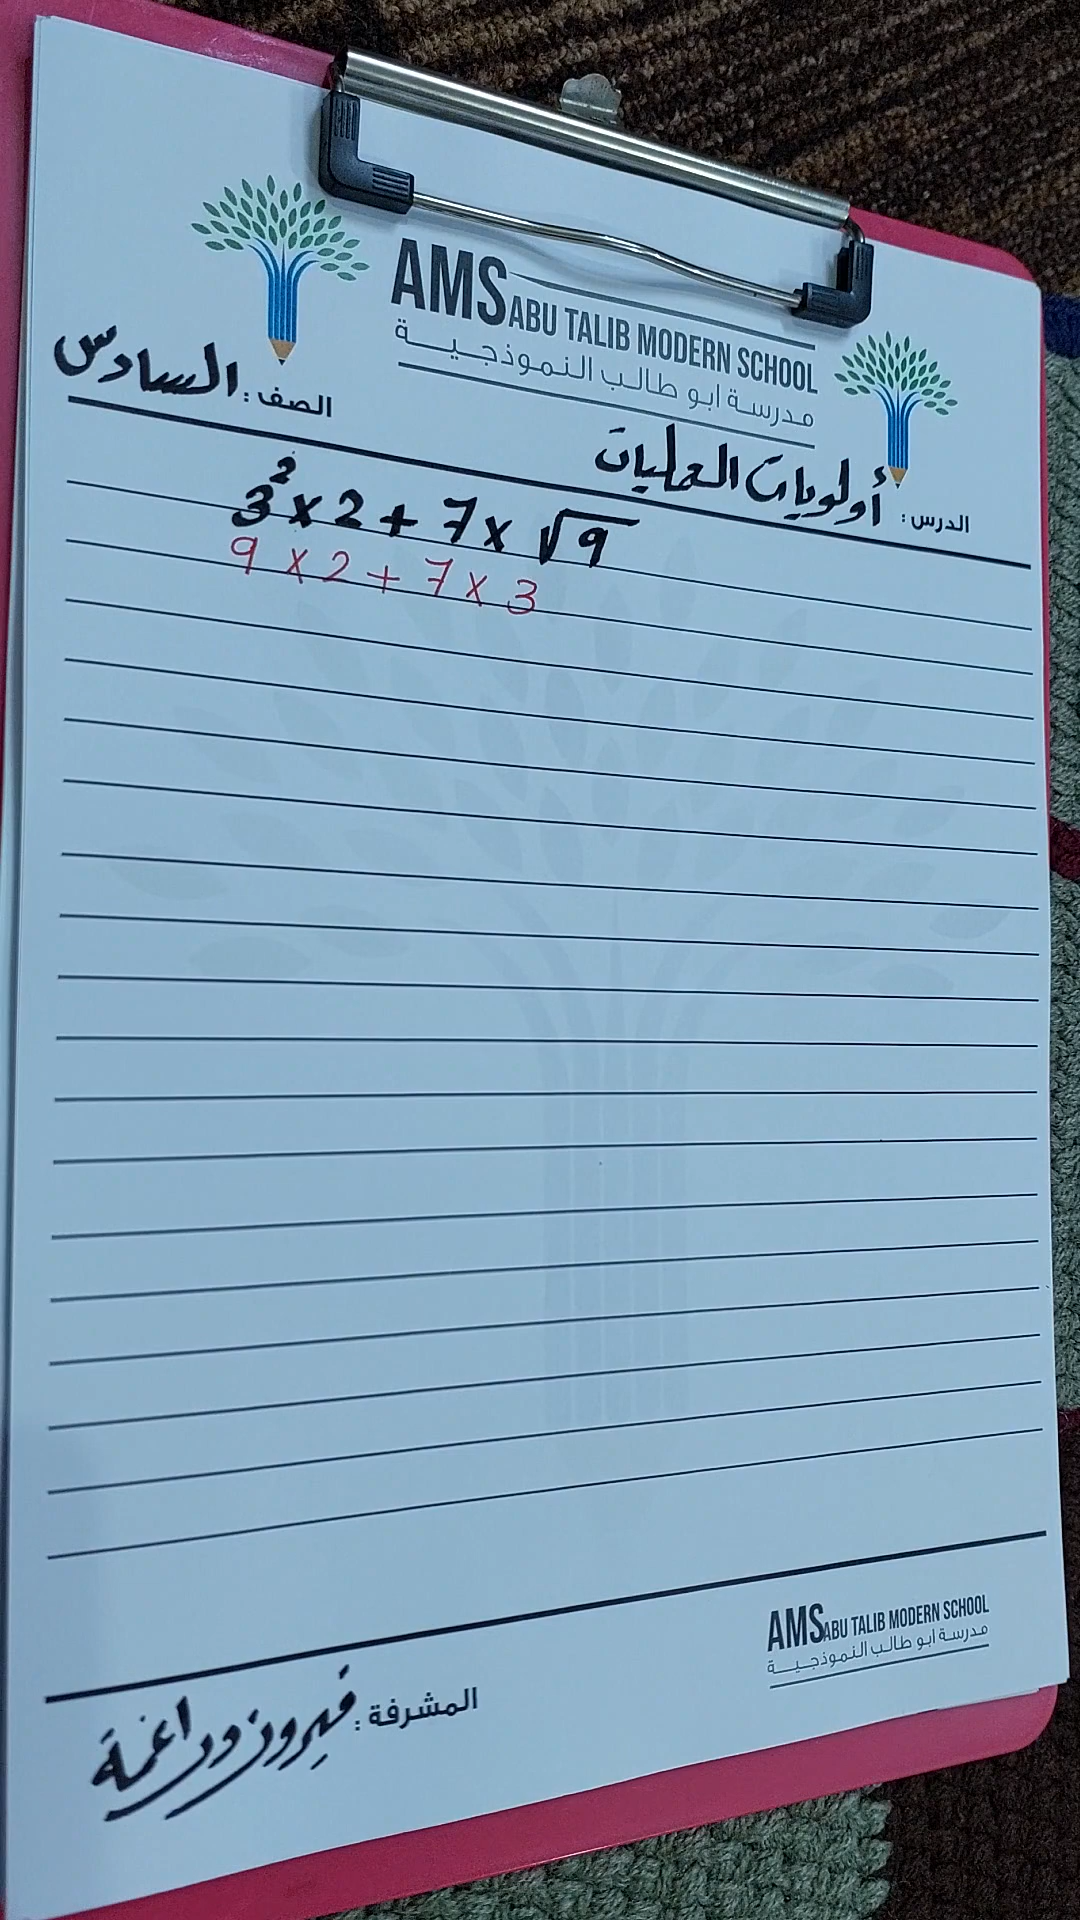 AMS ABU TALIB MODERN SCHOOL
مدرسة ابو طالب النموذجية
الصف: السادس
الدرس: أولويات العمليات
3² × 2 + 7 × √9
9 × 2 + 7 × 3
AMS ABU TALIB MODERN SCHOOL
مدرسة ابو طالب النموذجية
المشرفة: فيروز دراغمة